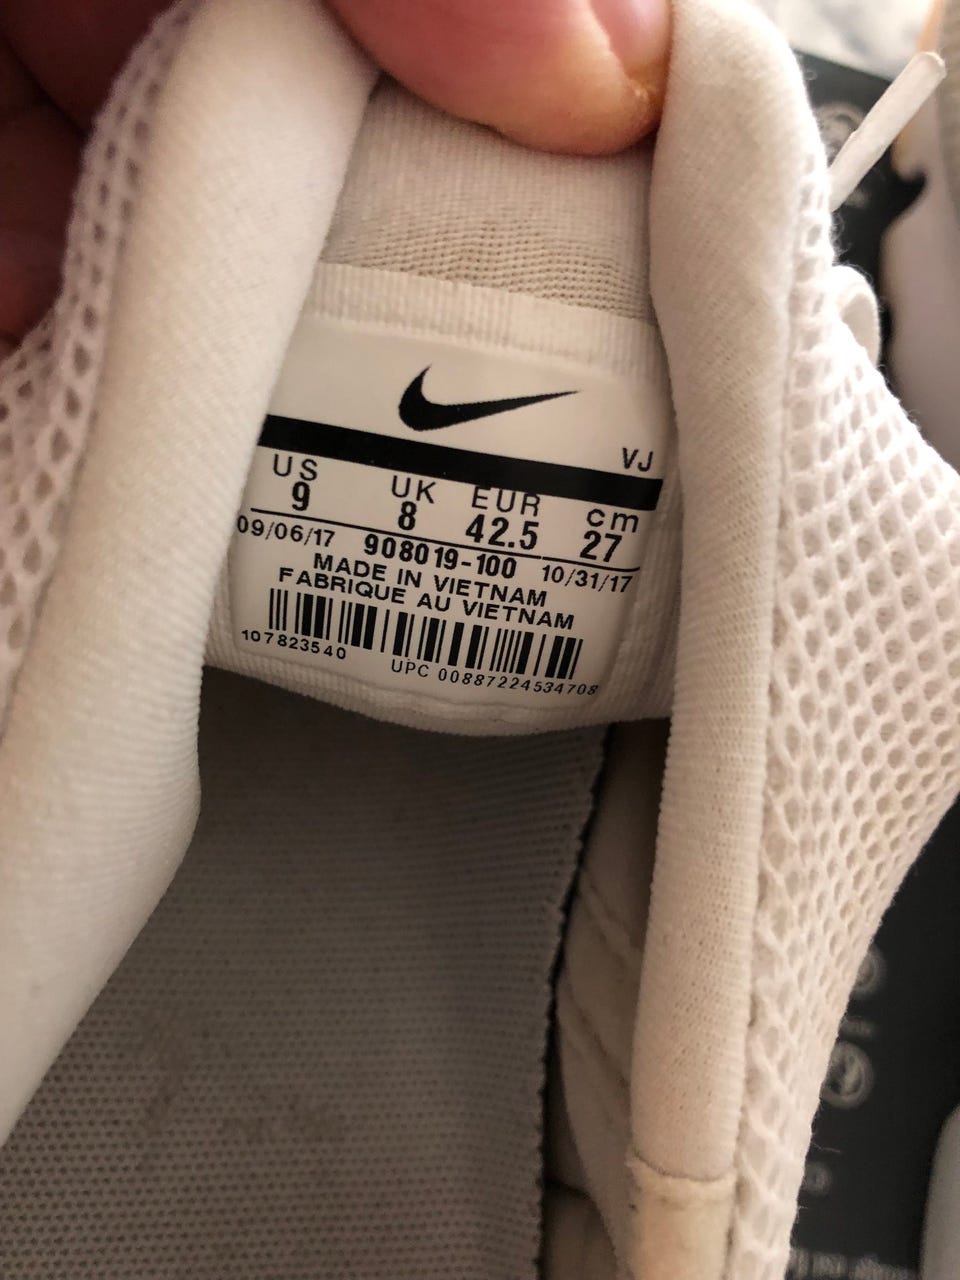 VJ
US UK EUR cm
9 8 42.5 27
09/06/17 908019-100 10/31/17
MADE IN VIETNAM
FABRIQUE AU VIETNAM
107823540 UPC 00887224534708